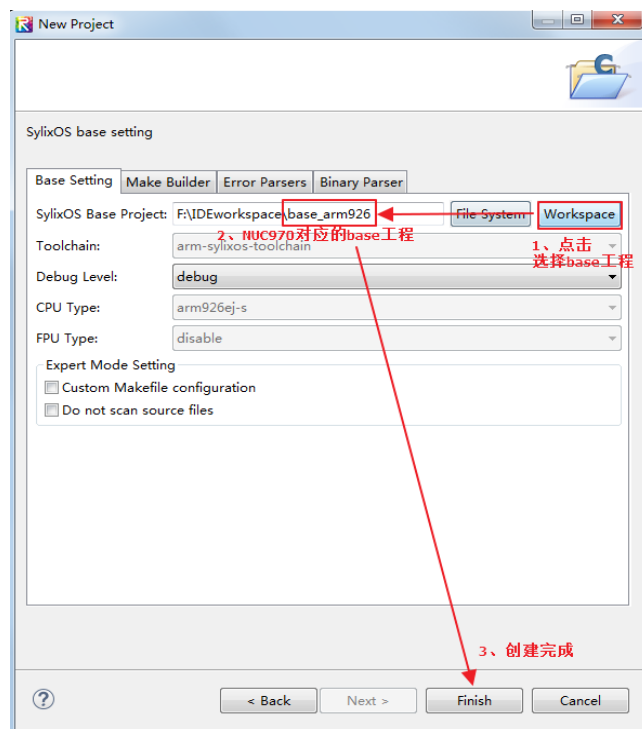 New Project
SylixOS base setting
Base Setting Make Builder Error Parsers Binary Parser
SylixOS Base Project: F:\IDEworkspace\base_arm926 File System Workspace
2、NUC970对应的base工程
1、点击
选择base工程
Toolchain: arm-sylixos-toolchain
Debug Level: debug
CPU Type: arm926ej-s
FPU Type: disable
Expert Mode Setting
Custom Makefile configuration
Do not scan source files
3、创建完成
? < Back Next > Finish Cancel